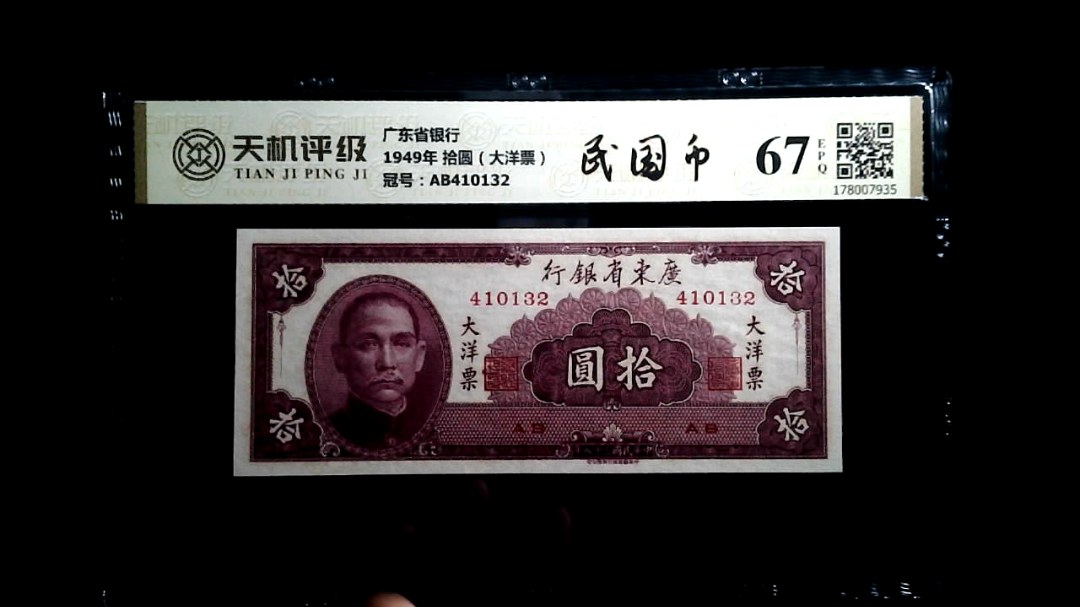 天机评级
TIAN JI PING JI
广东省银行
1949年 拾圆（大洋票）
冠号：AB410132
民国币
67
EPQ
178007935
拾
拾
行銀省東廣
410132
410132
大洋票
大洋票
圓拾
AB
AB
拾
拾